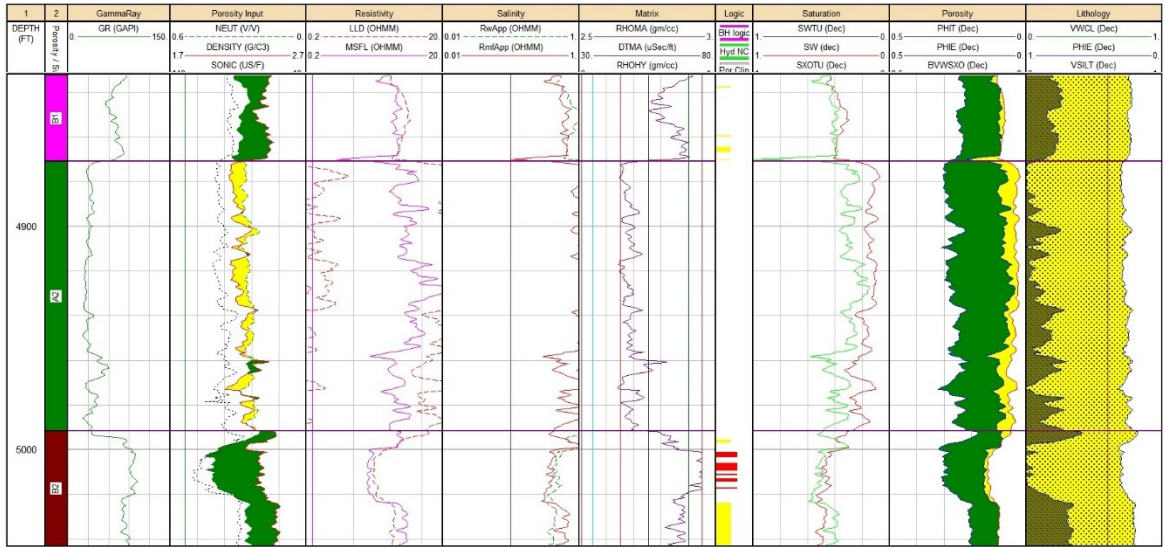 1 2 GammaRay Porosity Input Resistivity Salinity Matrix Logic Saturation Porosity Lithology
DEPTH (FT)
GR (GAPI)
0. 150.
NEUT (V/V)
0.6 0.
DENSITY (G/C3)
1.7 2.7
SONIC (US/F)
LLD (OHMM)
0.2 20.
MSFL (OHMM)
0.2 20.
RwApp (OHMM)
0.01 1.
RmfApp (OHMM)
0.01 1.
RHOMA (gm/cc)
2.5 3.
DTMA (uSec/ft)
30. 80.
RHOHY (gm/cc)
BH logic
Hyd NC
Por Clip
SWTU (Dec)
1. 0.
SW (Dec)
1. 0.
SXOTU (Dec)
PHIT (Dec)
0.5 0.
PHIE (Dec)
0.5 0.
BVWSXO (Dec)
VWCL (Dec)
0. 1.
PHIE (Dec)
1. 0.
VSILT (Dec)
B1
4900
A2
5000
B2